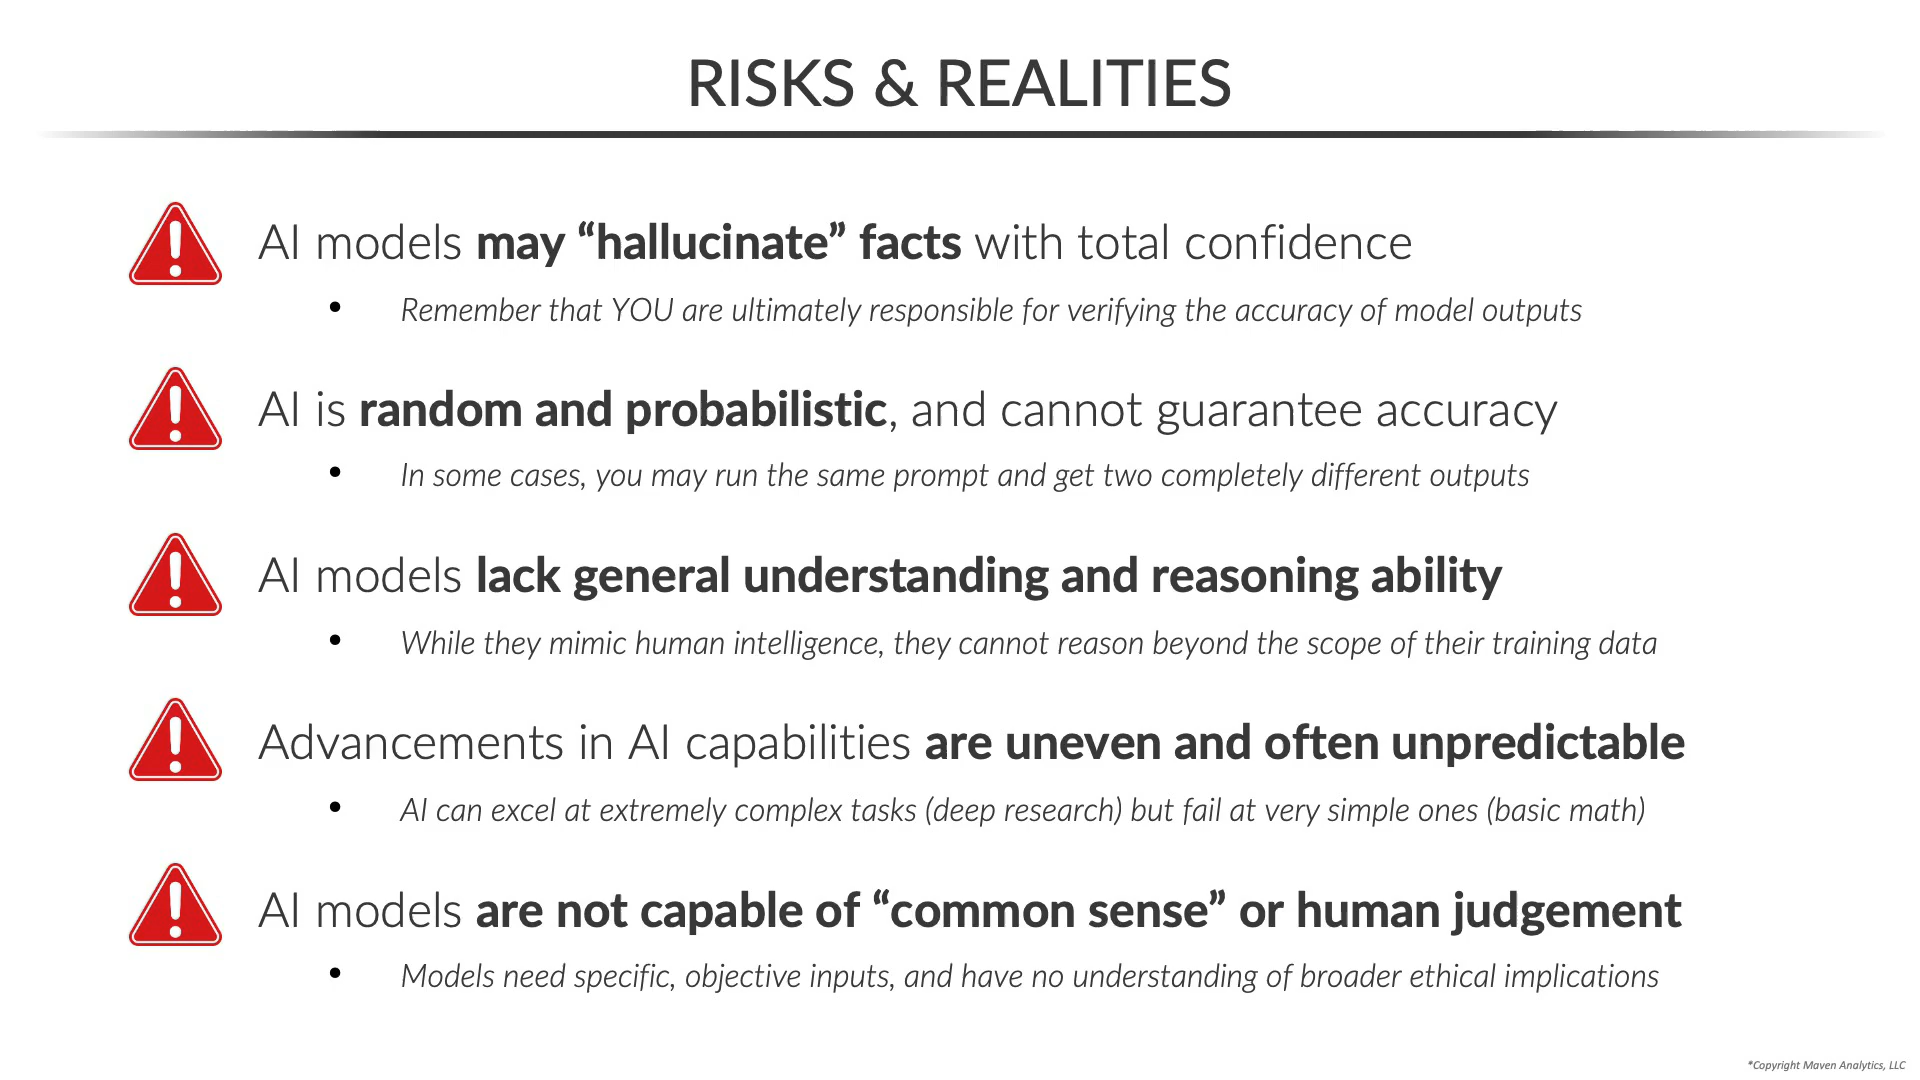 RISKS & REALITIES
AI models may “hallucinate” facts with total confidence
• Remember that YOU are ultimately responsible for verifying the accuracy of model outputs
AI is random and probabilistic, and cannot guarantee accuracy
• In some cases, you may run the same prompt and get two completely different outputs
AI models lack general understanding and reasoning ability
• While they mimic human intelligence, they cannot reason beyond the scope of their training data
Advancements in AI capabilities are uneven and often unpredictable
• AI can excel at extremely complex tasks (deep research) but fail at very simple ones (basic math)
AI models are not capable of “common sense” or human judgement
• Models need specific, objective inputs, and have no understanding of broader ethical implications
*Copyright Maven Analytics, LLC